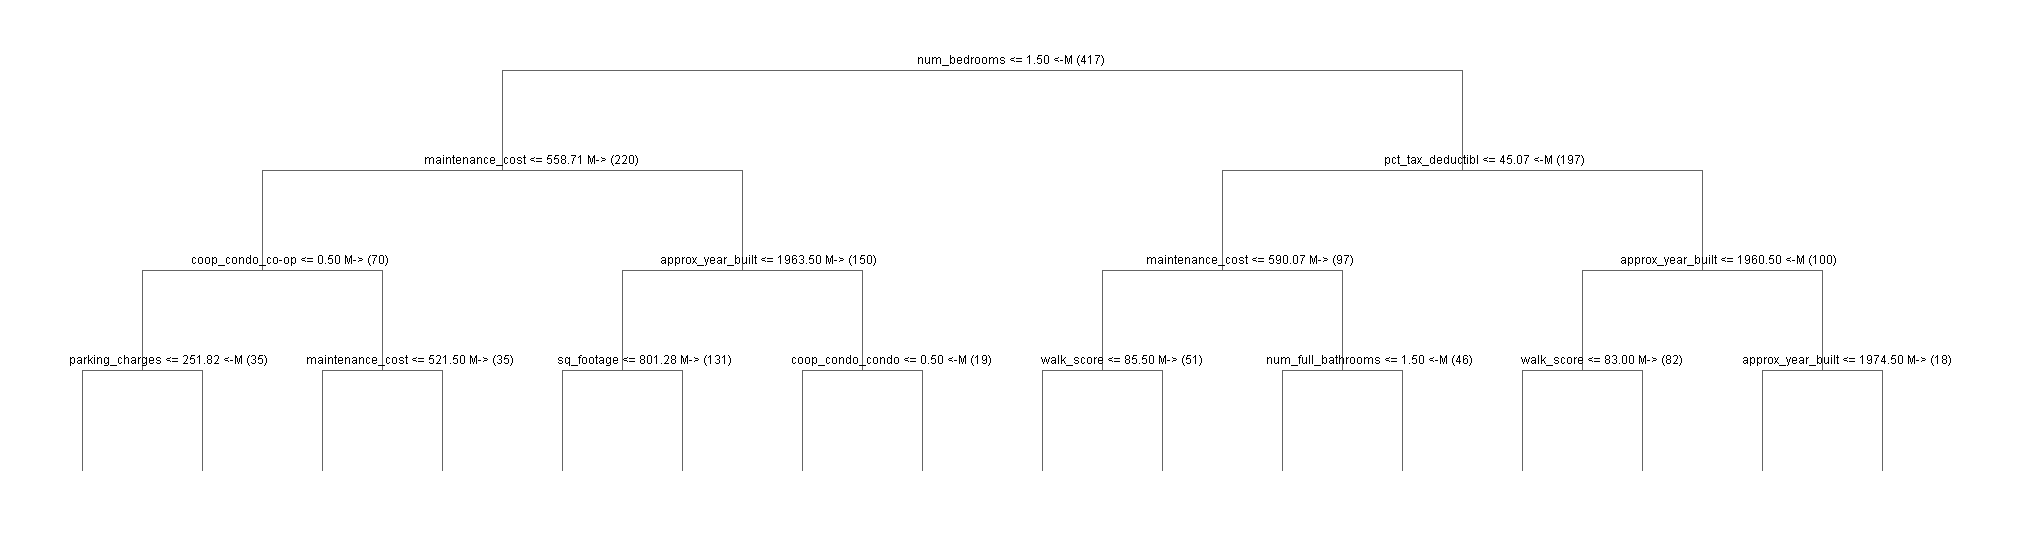 num_bedrooms <= 1.50 <-M (417)
maintenance_cost <= 558.71 M-> (220)
pct_tax_deductibl <= 45.07 <-M (197)
coop_condo_co-op <= 0.50 M-> (70)
approx_year_built <= 1963.50 M-> (150)
maintenance_cost <= 590.07 M-> (97)
approx_year_built <= 1960.50 <-M (100)
parking_charges <= 251.82 <-M (35)
maintenance_cost <= 521.50 M-> (35)
sq_footage <= 801.28 M-> (131)
coop_condo_condo <= 0.50 <-M (19)
walk_score <= 85.50 M-> (51)
num_full_bathrooms <= 1.50 <-M (46)
walk_score <= 83.00 M-> (82)
approx_year_built <= 1974.50 M-> (18)